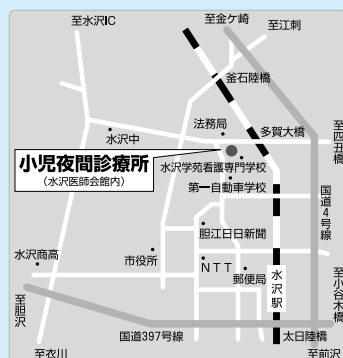 至水沢IC
至金ケ崎
至江刺
釜石陸橋
法務局
多賀大橋
至四丑橋
水沢中
小児夜間診療所
(水沢医師会館内)
水沢学苑看護専門学校
第一自動車学校
国道4号線
胆江日日新聞
市役所
水沢商高
NTT
郵便局
水沢駅
至小谷木橋
至胆沢
国道397号線
太日陸橋
至衣川
至前沢